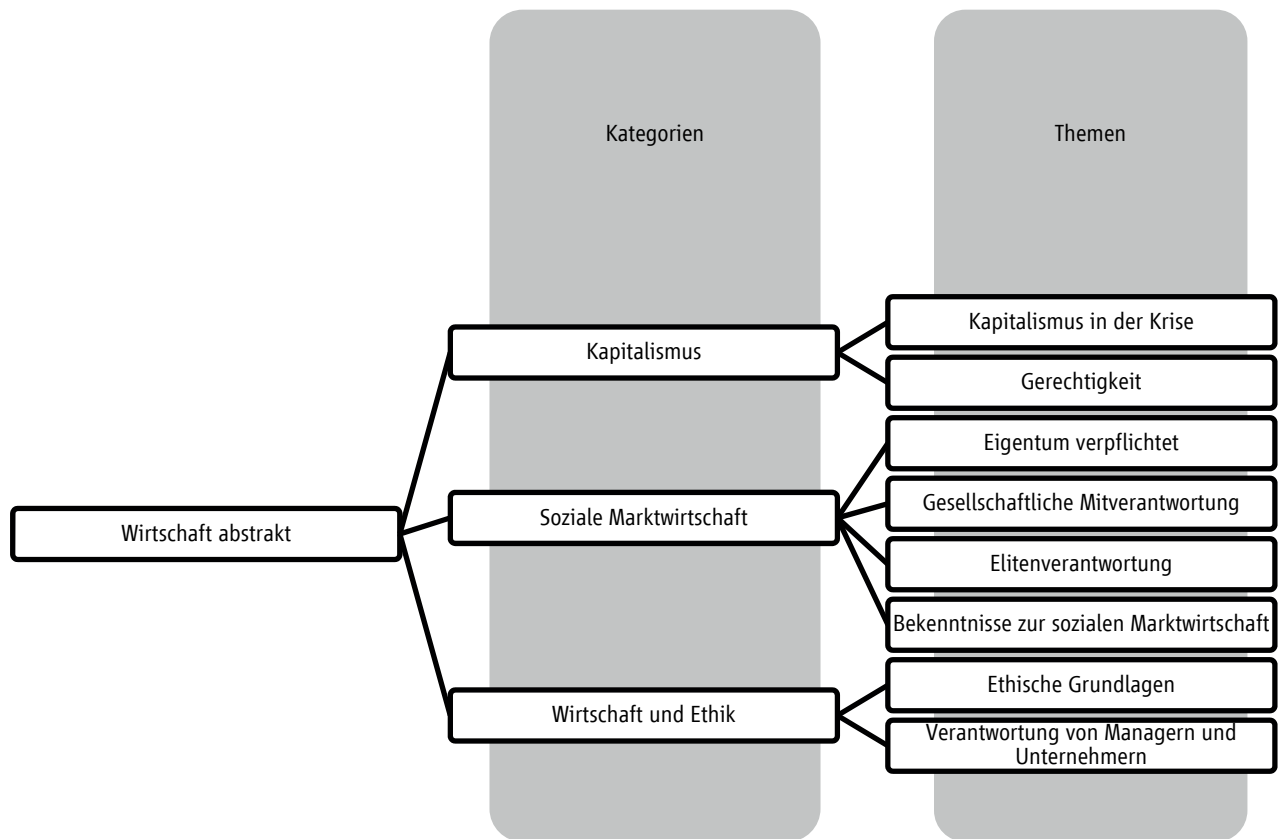 Kategorien
Themen
Kapitalismus in der Krise
Kapitalismus
Gerechtigkeit
Eigentum verpflichtet
Gesellschaftliche Mitverantwortung
Soziale Marktwirtschaft
Wirtschaft abstrakt
Elitenverantwortung
Bekenntnisse zur sozialen Marktwirtschaft
Ethische Grundlagen
Wirtschaft und Ethik
Verantwortung von Managern und
Unternehmern